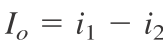 I_o = i_1 − i_2